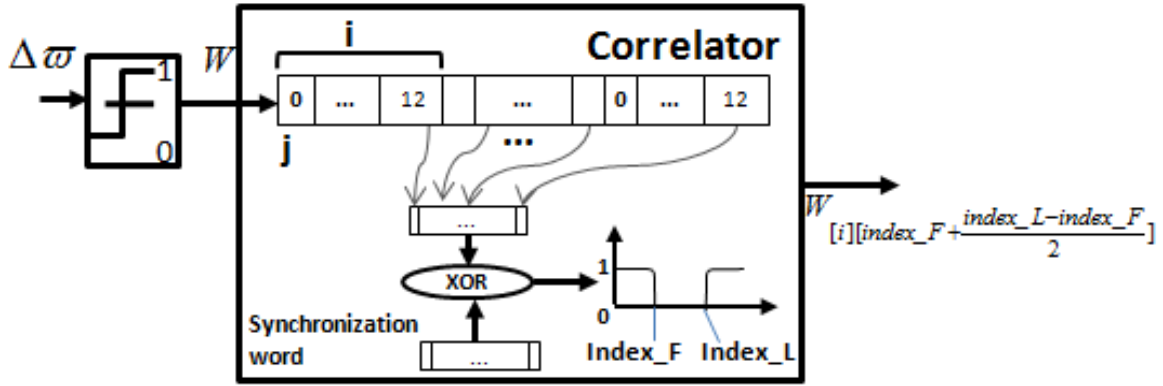 Δϖ
1
0
W
Correlator
i
0 ... 12 ... 0 ... 12
j
...
...
XOR
1
0
Index_F Index_L
Synchronization
word
...
W
[i][index_F+index_L−index_F/2]